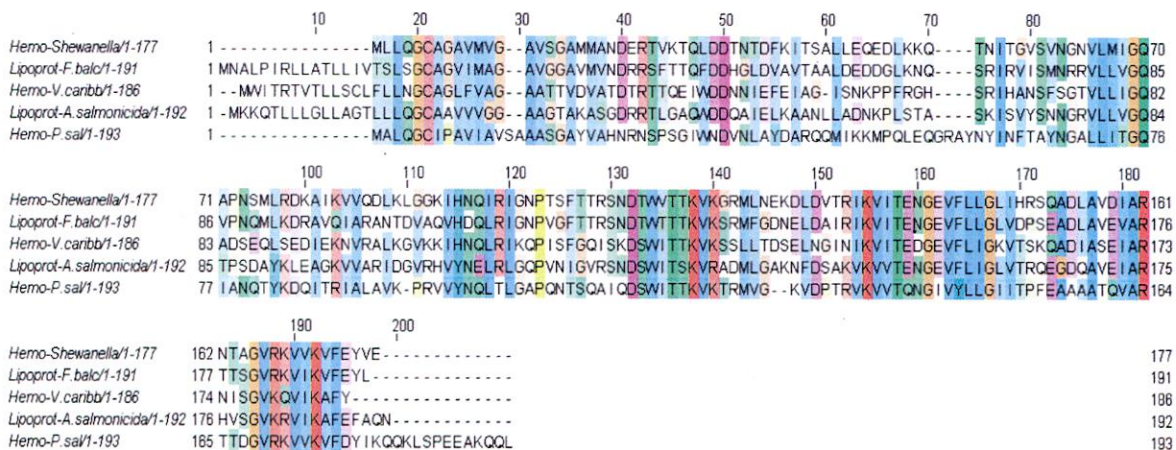 10 20 30 40 50 60 70 80
Hemo-Shewanella/1-177 1 ---------------MLLQGCAGAVMVG--AVSGAMMANDERTVKTQLDDTNTDFKITSALLEQEDLKKQ----TNITGVSVNGNVLMIGQ 70
Lipoprot-F.balc/1-191 1 MNALPIRLLATLLIVTSLSGCAGVIMAG--AVGGAVMVNDRRSFTTQFDDHGLDVAVTAALDEDDGLKNQ----SRIRVISMNRRVLLVGQ 85
Hemo-V.caribb/1-186 1 --MWITRTVTLLSCLFLLNGCAGLFVAG--AATTVDVATDTRTTQEIWDDNNIEFEIAG-ISNKPPFRGH----SRIHANSFSGTVLLIGQ 82
Lipoprot-A.salmonicida/1-192 1 -MKKQTLLLGLLAGTLLLSGCAAVVVGG--AAGTAKASGDRRTLGAQWDDQAIELKAANLLADNKPLSTA----SKISVYSYNGNVLLVGQ 84
Hemo-P.sal/1-193 1 ---------------MALQGCIPAVIAVSAAASGAYVAHNRNSPSGIWNDVNLAYDARQQMIKKMPQLEQGRAYNYINFTAYNGALLITGQ 76
100 110 120 130 140 150 160 170 180
Hemo-Shewanella/1-177 71 APNSMLRDKAIKVVQDLKLGGKIHNQIRIGNPTSFTTRSNDTWVTTKVKGRMLNEKDLDVTRIKVITENGEVFLLGLIHRSQADLAVDIAR 161
Lipoprot-F.balc/1-191 86 VPNQMLRDRAVQIARANTDVAQVHDQLRIGNPVGFTTRSNDTWITTKVKVRMFGDNELDAIRIKVITENGEVFLLGLVDPSEADLAVEVAR 176
Hemo-V.caribb/1-186 83 ADSEQLSEDIEKNVRALKGVKKIHNQLRIKQPISFGQISKDSWITTKVKSSLLTDSELNGINIKVITEDGEVFLIGKVTSKQADIASEIAR 173
Lipoprot-A.salmonicida/1-192 85 TPSDAYKLEAGKVVARIDGVRHVYNELRLGQPVNIGVRSNDSWITSKVRADMLGAKNFDSAKVKVVTENGEVFLIGLVTRQEGDQAVEIAR 175
Hemo-P.sal/1-193 77 IANQTYKDQITRIALAVK-PRVVYNQLTLGAPQNTSQAIQDSWITTKVKTRMVG--KVDPTRVKVVTQNGIVYLLGIITPFEAAAATQVAR 164
190 200
Hemo-Shewanella/1-177 162 NTAGVRKVVKVFEYVE------------- 177
Lipoprot-F.balc/1-191 177 TTSGVRKVIKVFEYL-------------- 191
Hemo-V.caribb/1-186 174 NISGVKQVIKAFY---------------- 186
Lipoprot-A.salmonicida/1-192 176 HVSGVKRVIKAFEFAQN------------ 192
Hemo-P.sal/1-193 165 TTDGVRKVVKVFDYIKQQKLSPEEAKQQL 193